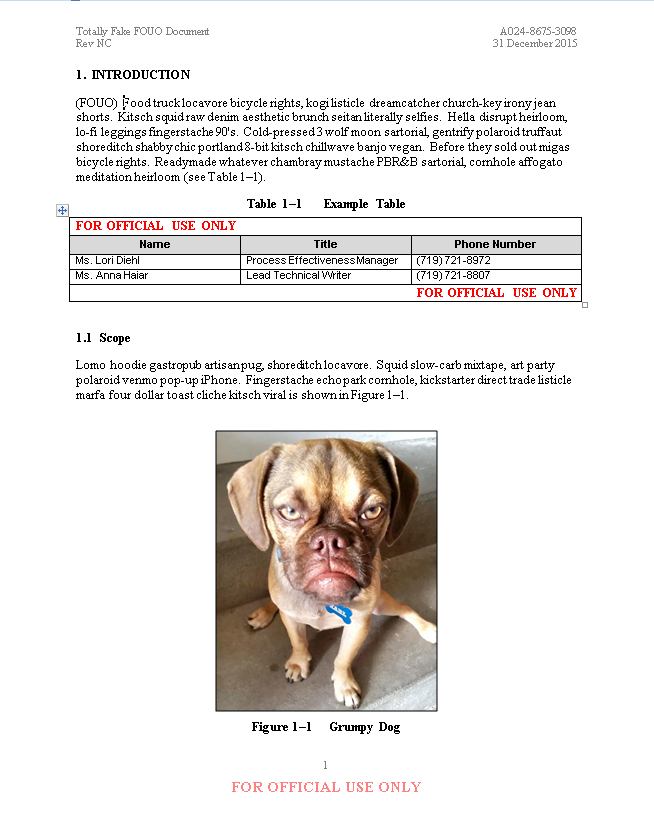 Totally Fake FOUO Document A024-8675-3098
Rev NC 31 December 2015
1. INTRODUCTION
(FOUO) Food truck locavore bicycle rights, kogi listicle dreamcatcher church-key irony jean
shorts. Kitsch squid raw denim aesthetic brunch seitan literally selfies. Hella disrupt heirloom,
lo-fi leggings fingerstache 90's. Cold-pressed 3 wolf moon sartorial, gentrify polaroid truffaut
shoreditch shabby chic portland 8-bit kitsch chillwave banjo vegan. Before they sold out migas
bicycle rights. Readymade whatever chambray mustache PBR&B sartorial, cornhole affogato
meditation heirloom (see Table 1–1).
Table 1–1 Example Table
FOR OFFICIAL USE ONLY
Name Title Phone Number
Ms. Lori Diehl Process Effectiveness Manager (719) 721-8972
Ms. Anna Haiar Lead Technical Writer (719) 721-8807
FOR OFFICIAL USE ONLY
1.1 Scope
Lomo hoodie gastropub artisan pug, shoreditch locavore. Squid slow-carb mixtape, art party
polaroid venmo pop-up iPhone. Fingerstache echo park cornhole, kickstarter direct trade listicle
marfa four dollar toast cliche kitsch viral is shown in Figure 1–1.
Figure 1–1 Grumpy Dog
1
FOR OFFICIAL USE ONLY